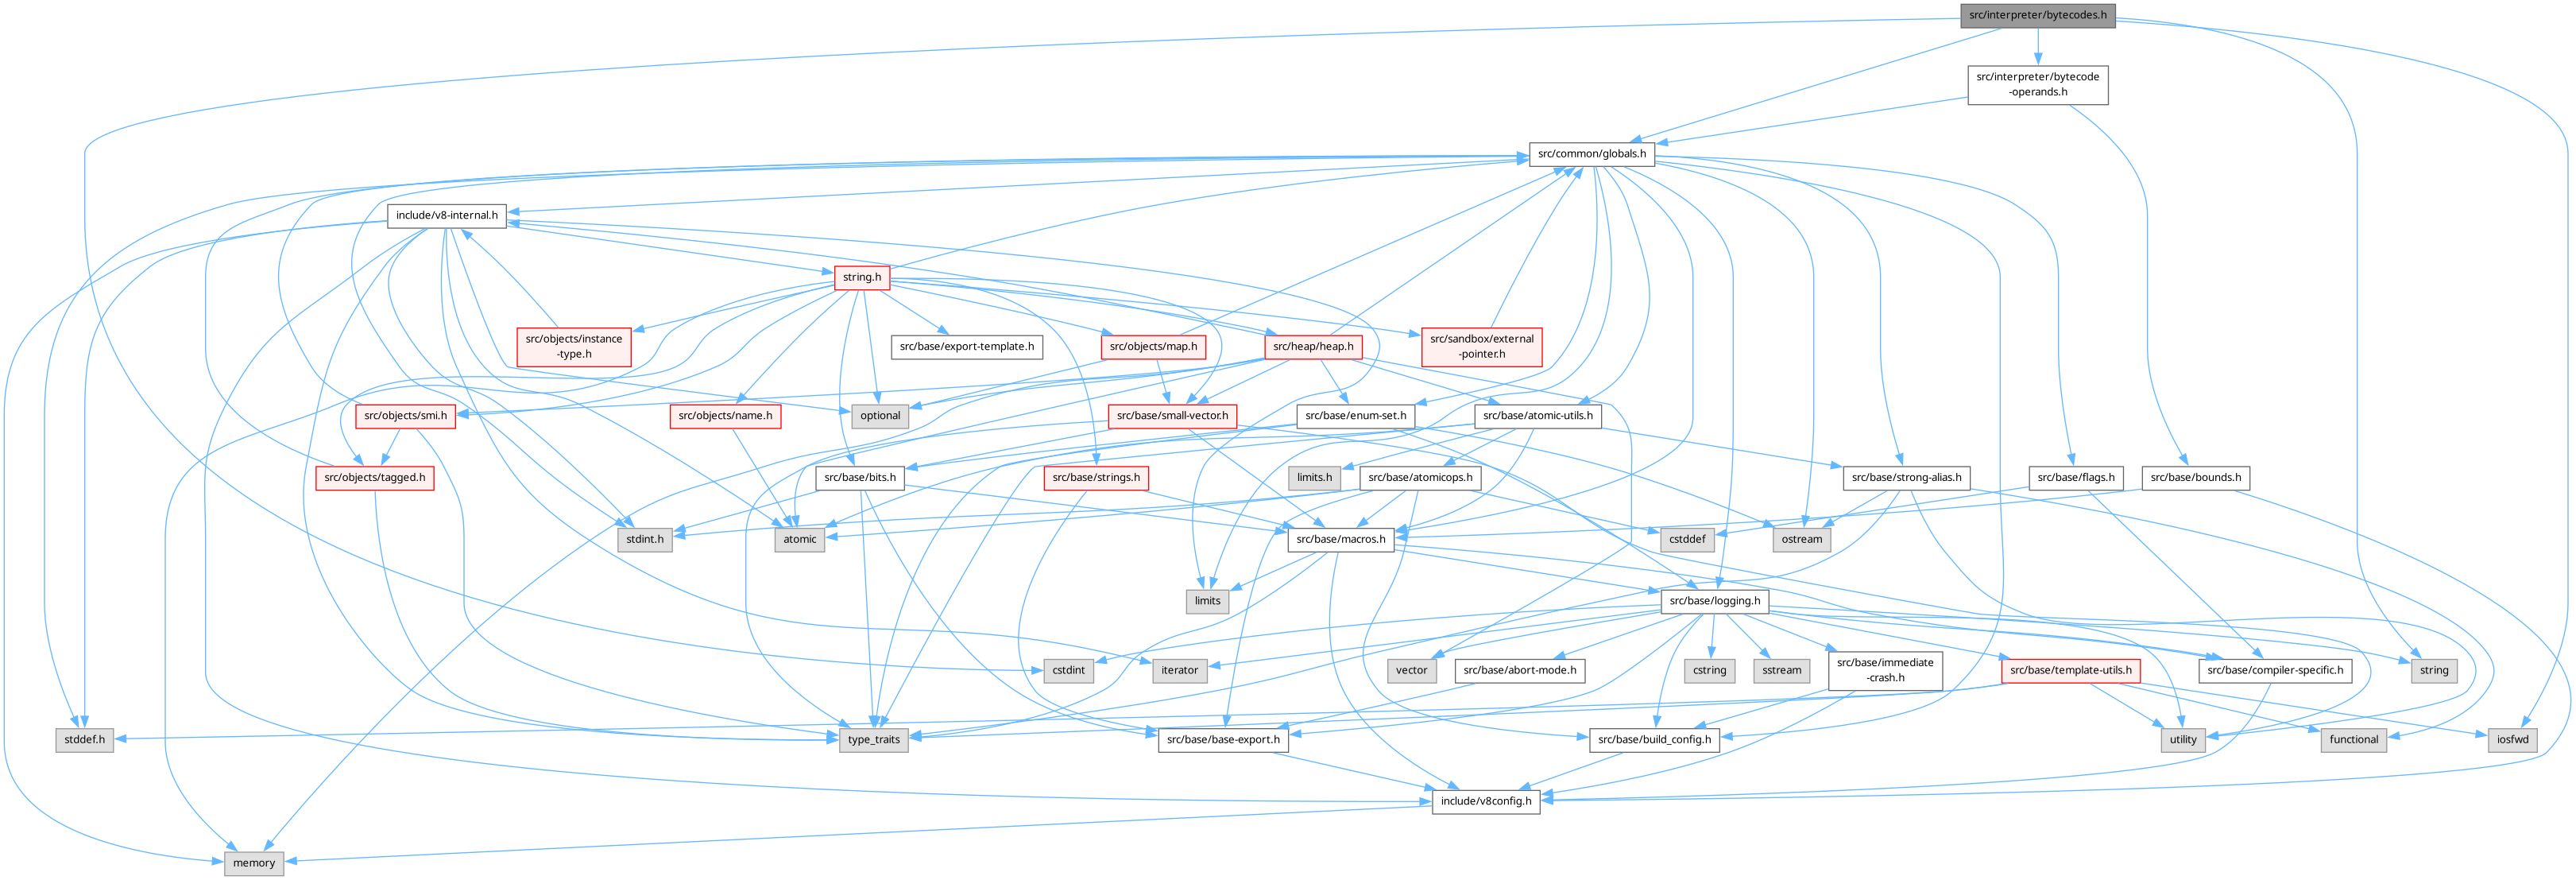 src/interpreter/bytecodes.h
src/interpreter/bytecode
-operands.h
src/common/globals.h
include/v8-internal.h
string.h
src/objects/instance
-type.h
src/base/export-template.h
src/objects/map.h
src/heap/heap.h
src/sandbox/external
-pointer.h
src/objects/smi.h
src/objects/name.h
optional
src/base/small-vector.h
src/base/enum-set.h
src/base/atomic-utils.h
src/objects/tagged.h
src/base/bits.h
src/base/strings.h
limits.h
src/base/atomicops.h
src/base/strong-alias.h
src/base/flags.h
src/base/bounds.h
stdint.h
atomic
src/base/macros.h
cstddef
ostream
limits
src/base/logging.h
cstdint
iterator
vector
src/base/abort-mode.h
cstring
sstream
src/base/immediate
-crash.h
src/base/template-utils.h
src/base/compiler-specific.h
string
stddef.h
type_traits
src/base/base-export.h
src/base/build_config.h
utility
functional
iosfwd
include/v8config.h
memory